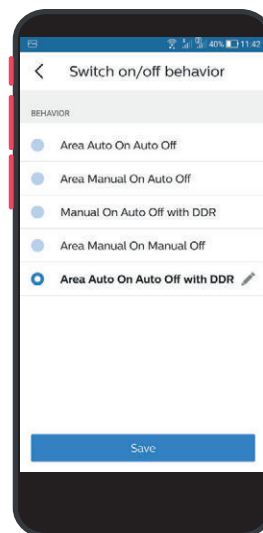 40% 11:42
Switch on/off behavior
BEHAVIOR
Area Auto On Auto Off
Area Manual On Auto Off
Manual On Auto Off with DDR
Area Manual On Manual Off
Area Auto On Auto Off with DDR
Save